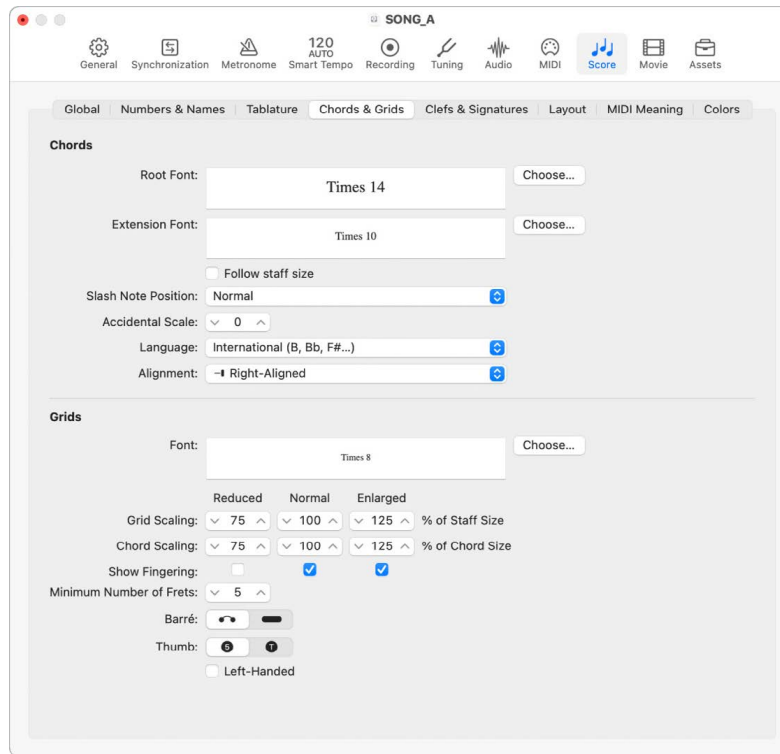 SONG_A
120
AUTO
General Synchronization Metronome Smart Tempo Recording Tuning Audio MIDI Score Movie Assets
Global Numbers & Names Tablature Chords & Grids Clefs & Signatures Layout MIDI Meaning Colors
Chords
Root Font: Times 14 Choose...
Extension Font: Times 10 Choose...
Follow staff size
Slash Note Position: Normal
Accidental Scale: 0
Language: International (B, Bb, F#...)
Alignment: Right-Aligned
Grids
Font: Times 8 Choose...
Reduced Normal Enlarged
Grid Scaling: 75 100 125 % of Staff Size
Chord Scaling: 75 100 125 % of Chord Size
Show Fingering:
Minimum Number of Frets: 5
Barré:
Thumb: 5 T
Left-Handed